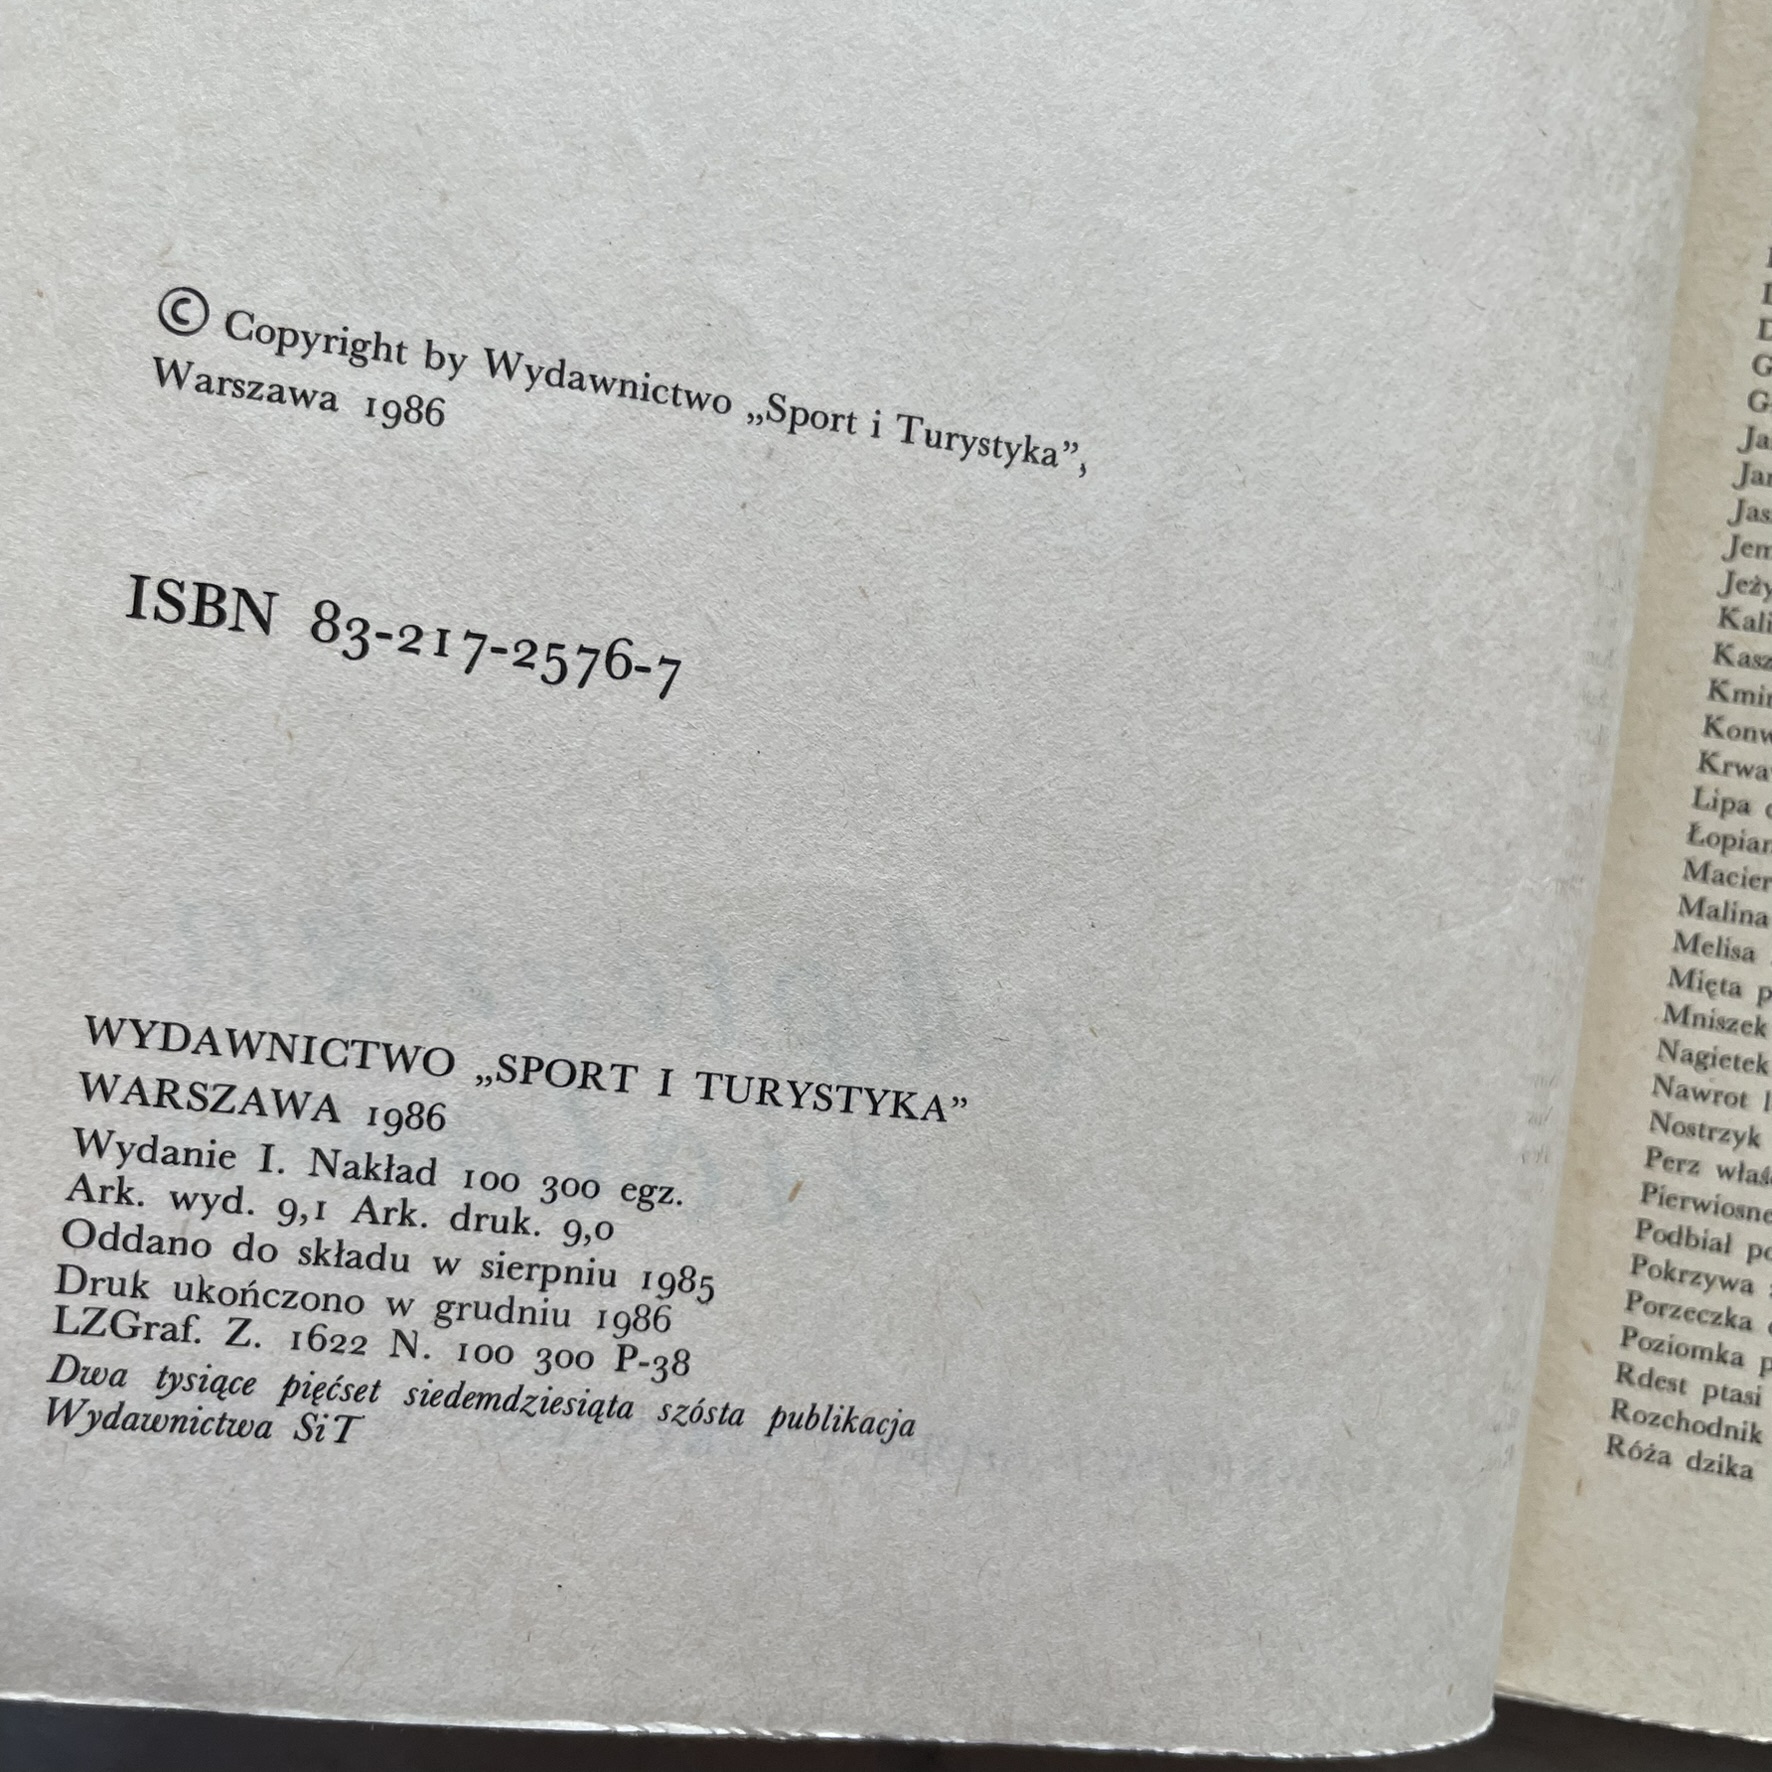 © Copyright by Wydawnictwo „Sport i Turystyka”,
Warszawa 1986
ISBN 83-217-2576-7
WYDAWNICTWO „SPORT I TURYSTYKA”
WARSZAWA 1986
Wydanie I. Nakład 100 300 egz.
Ark. wyd. 9,1 Ark. druk. 9,0
Oddano do składu w sierpniu 1985
Druk ukończono w grudniu 1986
LZGraf. Z. 1622 N. 100 300 P-38
Dwa tysiące pięćset siedemdziesiąta szósta publikacja
Wydawnictwa SiT
Lipa
Malina
Melisa
Mięta
Mniszek
Nagietek
Nawrot
Nostrzyk
Perz
Podbiał
Pokrzywa
Porzeczka
Poziomka
Rdest ptasi
Rozchodnik
Róża dzika